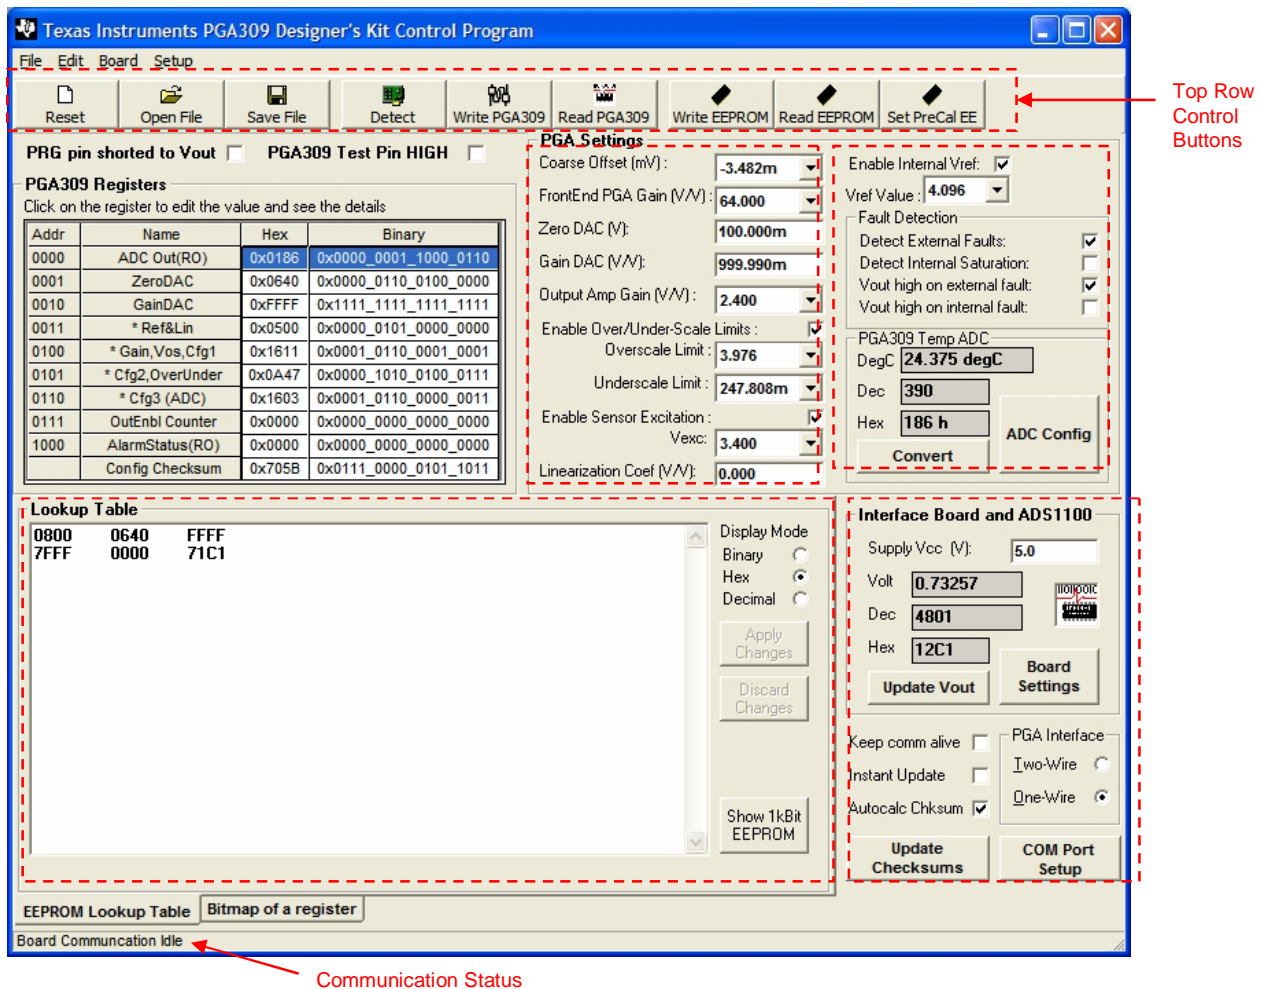 Texas Instruments PGA309 Designer's Kit Control Program
File Edit Board Setup
Reset Open File Save File Detect Write PGA309 Read PGA309 Write EEPROM Read EEPROM Set PreCal EE
Top Row
Control
Buttons
PRG pin shorted to Vout PGA309 Test Pin HIGH
PGA309 Registers
Click on the register to edit the value and see the details
Addr Name Hex Binary
0000 ADC Out(RO) 0x0186 0x0000_0001_1000_0110
0001 ZeroDAC 0x0640 0x0000_0110_0100_0000
0010 GainDAC 0xFFFF 0x1111_1111_1111_1111
0011 * Ref&Lin 0x0500 0x0000_0101_0000_0000
0100 * Gain,Vos,Cfg1 0x1611 0x0001_0110_0001_0001
0101 * Cfg2,OverUnder 0x0A47 0x0000_1010_0100_0111
0110 * Cfg3 (ADC) 0x1603 0x0001_0110_0000_0011
0111 OutEnbl Counter 0x0000 0x0000_0000_0000_0000
1000 AlarmStatus(RO) 0x0000 0x0000_0000_0000_0000
Config Checksum 0x705B 0x0111_0000_0101_1011
PGA Settings
Coarse Offset (mV) : -3.482m
FrontEnd PGA Gain (V/V) : 64.000
Zero DAC (V): 100.000m
Gain DAC (V/V): 999.990m
Output Amp Gain (V/V) : 2.400
Enable Over/Under-Scale Limits :
Overscale Limit : 3.976
Underscale Limit : 247.808m
Enable Sensor Excitation :
Vexc: 3.400
Linearization Coef (V/V): 0.000
Enable Internal Vref:
Vref Value : 4.096
Fault Detection
Detect External Faults:
Detect Internal Saturation:
Vout high on external fault:
Vout high on internal fault:
PGA309 Temp ADC
DegC 24.375 degC
Dec 390
Hex 186 h
Convert
ADC Config
Lookup Table
0800 0640 FFFF
7FFF 0000 71C1
Display Mode
Binary
Hex
Decimal
Apply
Changes
Discard
Changes
Show 1kBit
EEPROM
Interface Board and ADS1100
Supply Vcc (V): 5.0
Volt 0.73257
Dec 4801
Hex 12C1
Update Vout
Board
Settings
Keep comm alive
Instant Update
Autocalc Chksum
PGA Interface
Two-Wire
One-Wire
Update
Checksums
COM Port
Setup
EEPROM Lookup Table Bitmap of a register
Board Communcation Idle
Communication Status